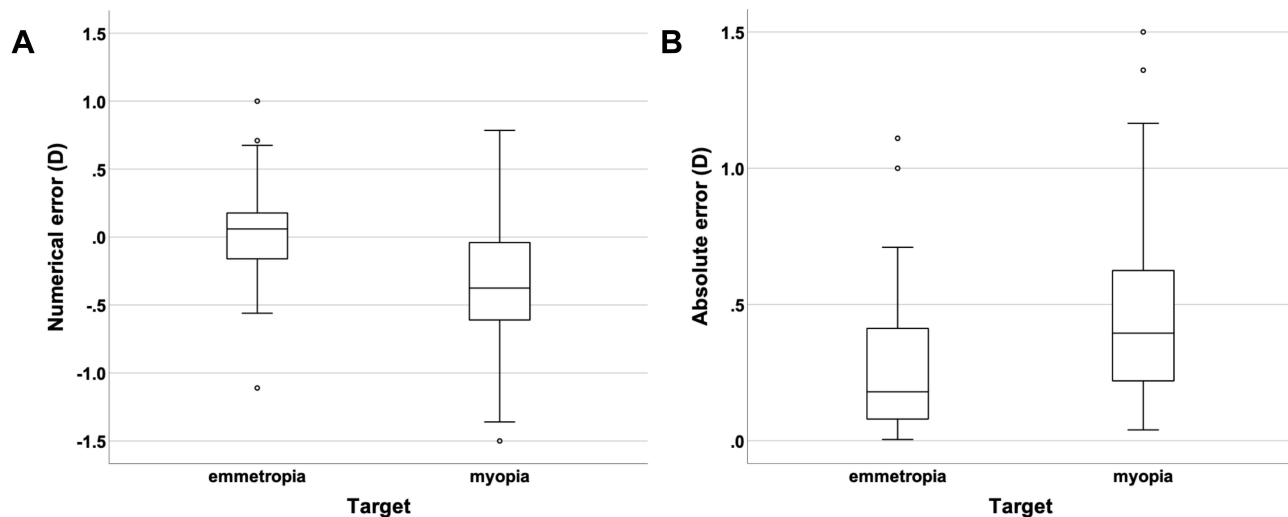 A
Numerical error (D)
1.5
1.0
.5
.0
-.5
-1.0
-1.5
emmetropia
myopia
Target
B
Absolute error (D)
1.5
1.0
.5
.0
emmetropia
myopia
Target